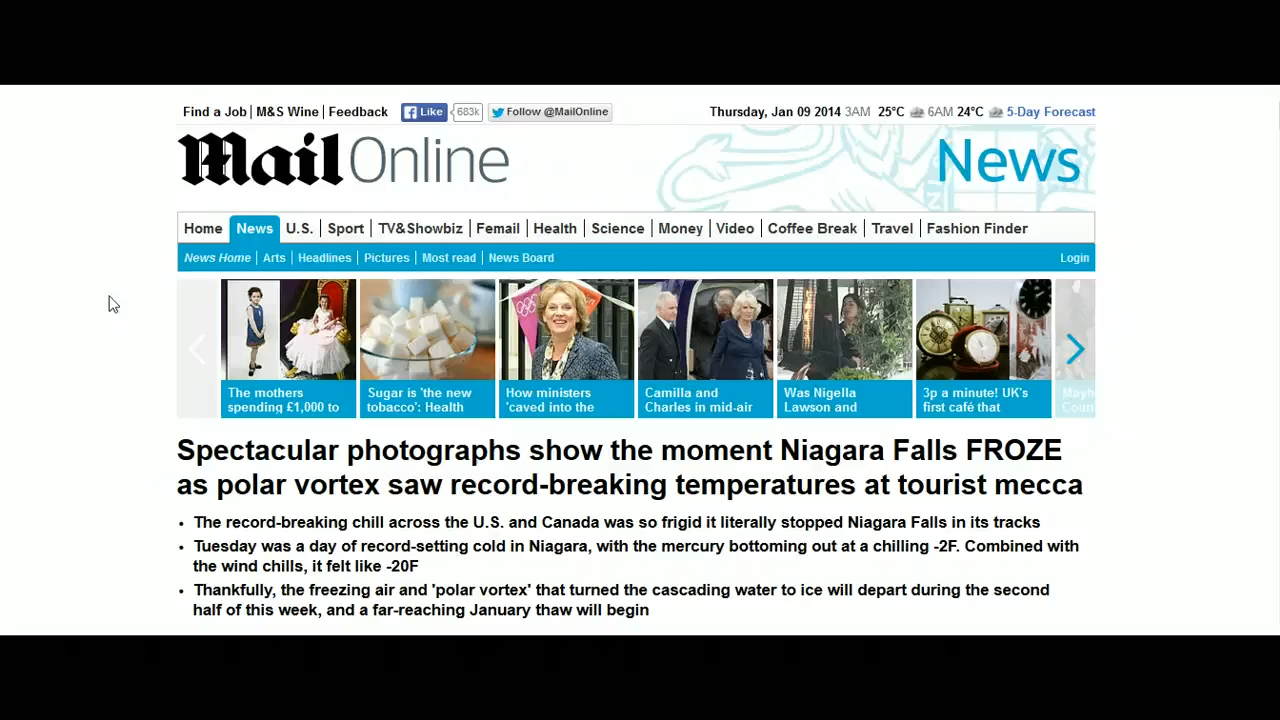 Find a Job | M&S Wine | Feedback Like 683k Follow @MailOnline Thursday, Jan 09 2014 3AM 25°C 6AM 24°C 5-Day Forecast
Mail Online News
Home News U.S. Sport TV&Showbiz Femail Health Science Money Video Coffee Break Travel Fashion Finder
News Home Arts Headlines Pictures Most read News Board Login
The mothers
spending £1,000 to
Sugar is 'the new
tobacco': Health
How ministers
'caved into the
Camilla and
Charles in mid-air
Was Nigella
Lawson and
3p a minute! UK's
first café that
Mayh
Coun
Spectacular photographs show the moment Niagara Falls FROZE
as polar vortex saw record-breaking temperatures at tourist mecca
• The record-breaking chill across the U.S. and Canada was so frigid it literally stopped Niagara Falls in its tracks
• Tuesday was a day of record-setting cold in Niagara, with the mercury bottoming out at a chilling -2F. Combined with
the wind chills, it felt like -20F
• Thankfully, the freezing air and 'polar vortex' that turned the cascading water to ice will depart during the second
half of this week, and a far-reaching January thaw will begin